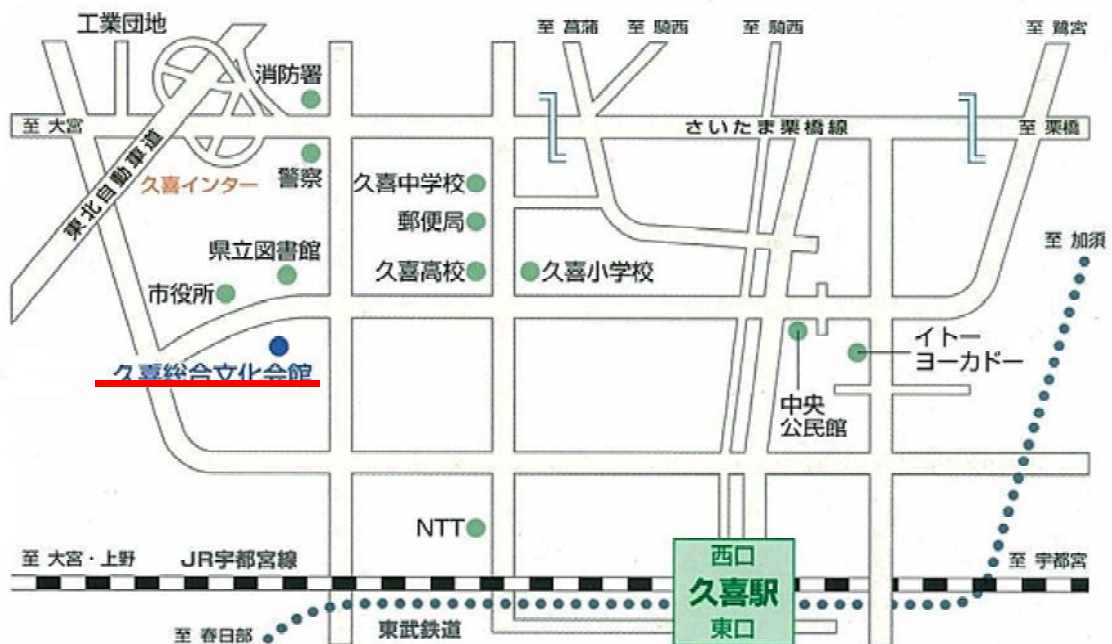 工業団地
至 菖蒲
至 騎西
至 騎西
至 鷲宮
消防署
至 大宮
さいたま栗橋線
至 栗橋
東北自動車道
久喜インター
警察
久喜中学校
郵便局
県立図書館
久喜高校
久喜小学校
至 加須
市役所
イトー
ヨーカドー
久喜総合文化会館
中央
公民館
NTT
至 大宮・上野
JR宇都宮線
西口
久喜駅
東口
至 宇都宮
東武鉄道
至 春日部